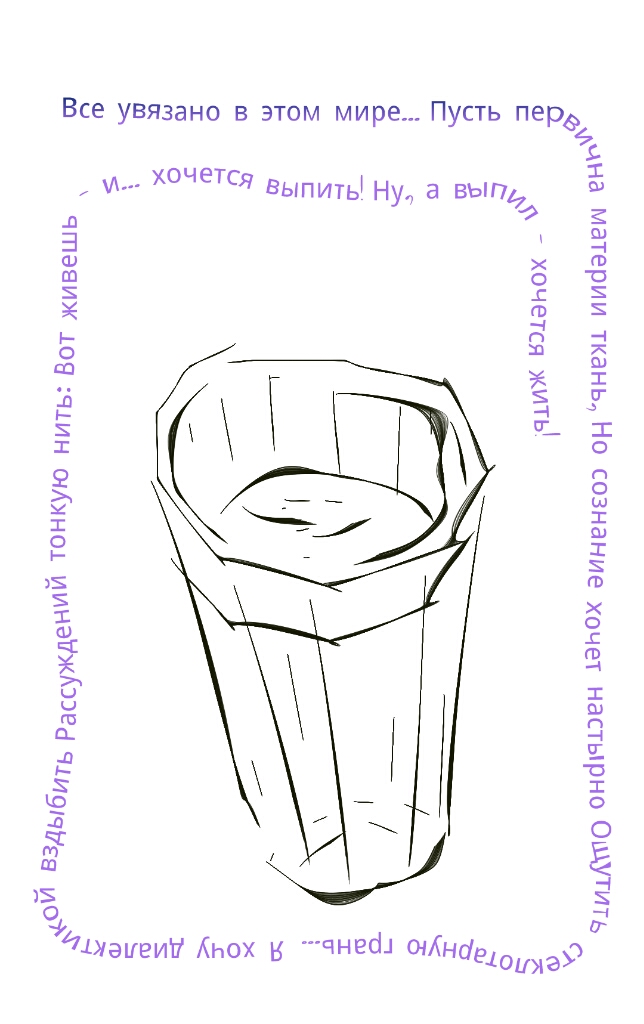 Все увязано в этом мире... Пусть первична материи ткань, Но сознание хочет настырно Ощутить стеклотарную грань... Я хочу диалектикой вздыбить Рассуждений тонкую нить: Вот живешь - и... хочется выпить! Ну, а выпил - хочется жить!